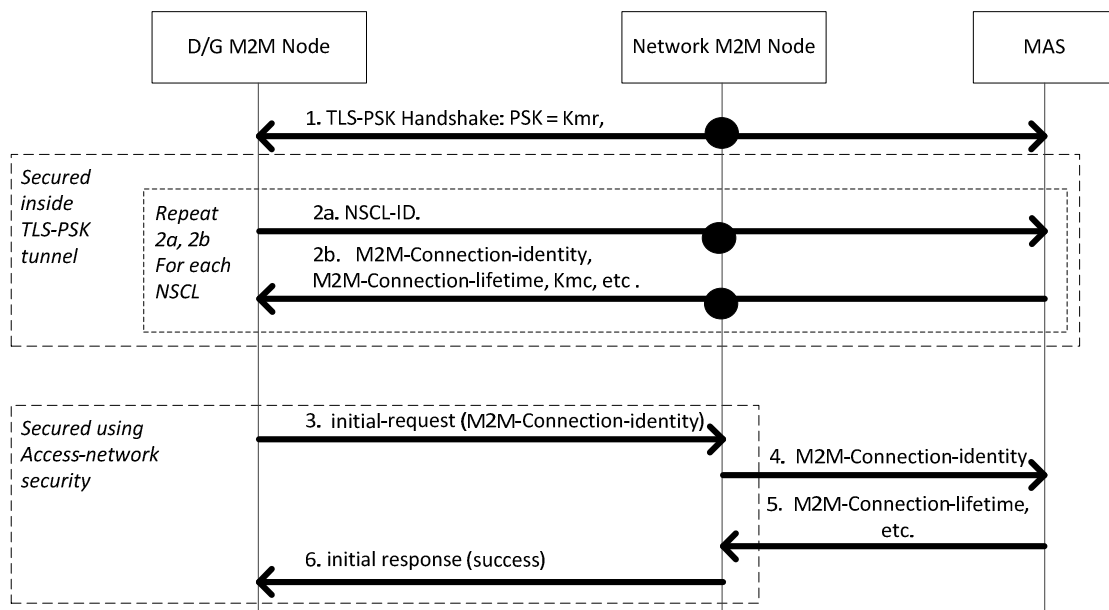 D/G M2M Node
Network M2M Node
MAS
1. TLS-PSK Handshake: PSK = Kmr,
Secured
inside
TLS-PSK
tunnel
Repeat
2a, 2b
For each
NSCL
2a. NSCL-ID.
2b. M2M-Connection-identity,
M2M-Connection-lifetime, Kmc, etc .
Secured using
Access-network
security
3. initial-request (M2M-Connection-identity)
4. M2M-Connection-identity
5. M2M-Connection-lifetime,
etc.
6. initial response (success)